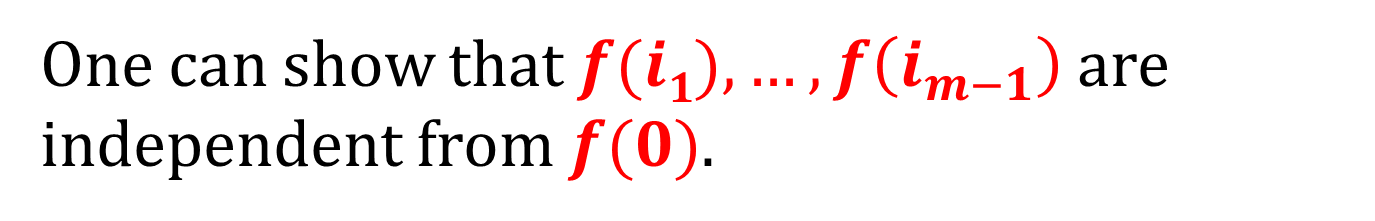 One can show that f(i₁), … , f(iₘ₋₁) are
independent from f(0).